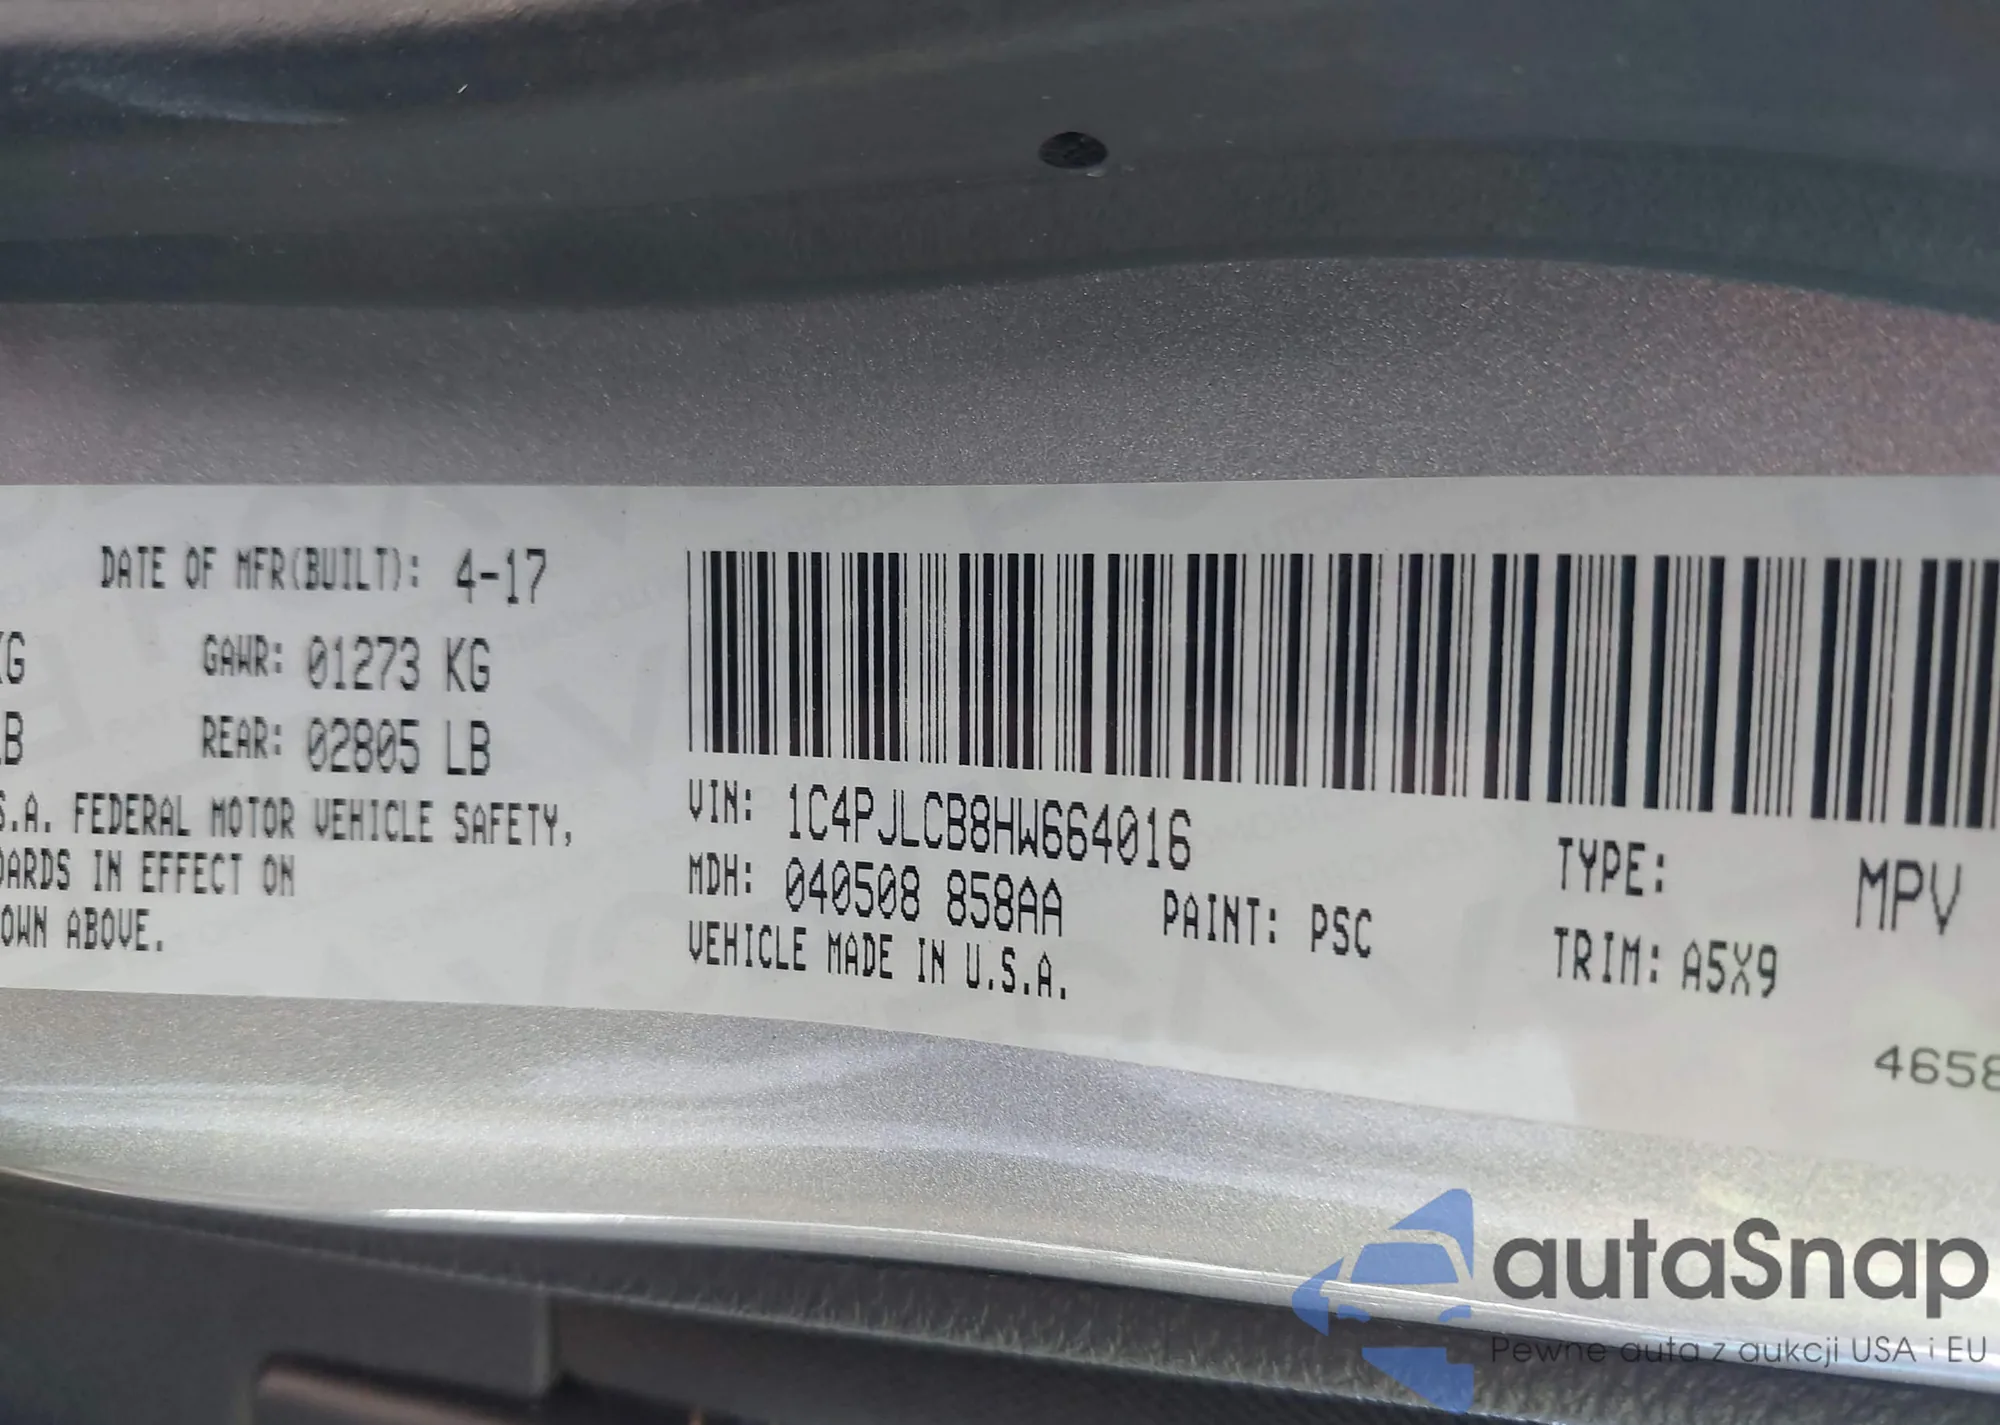 DATE OF MFR(BUILT): 4-17
KG GAWR: 01273 KG
LB REAR: 02805 LB
S.A. FEDERAL MOTOR VEHICLE SAFETY,
DARDS IN EFFECT ON
OWN ABOVE.
VIN: 1C4PJLCB8HW664016
MDH: 040508 858AA PAINT: PSC
VEHICLE MADE IN U.S.A.
TYPE: MPV
TRIM: A5X9
4658
autaSnap
Pewne auta z aukcji USA i EU